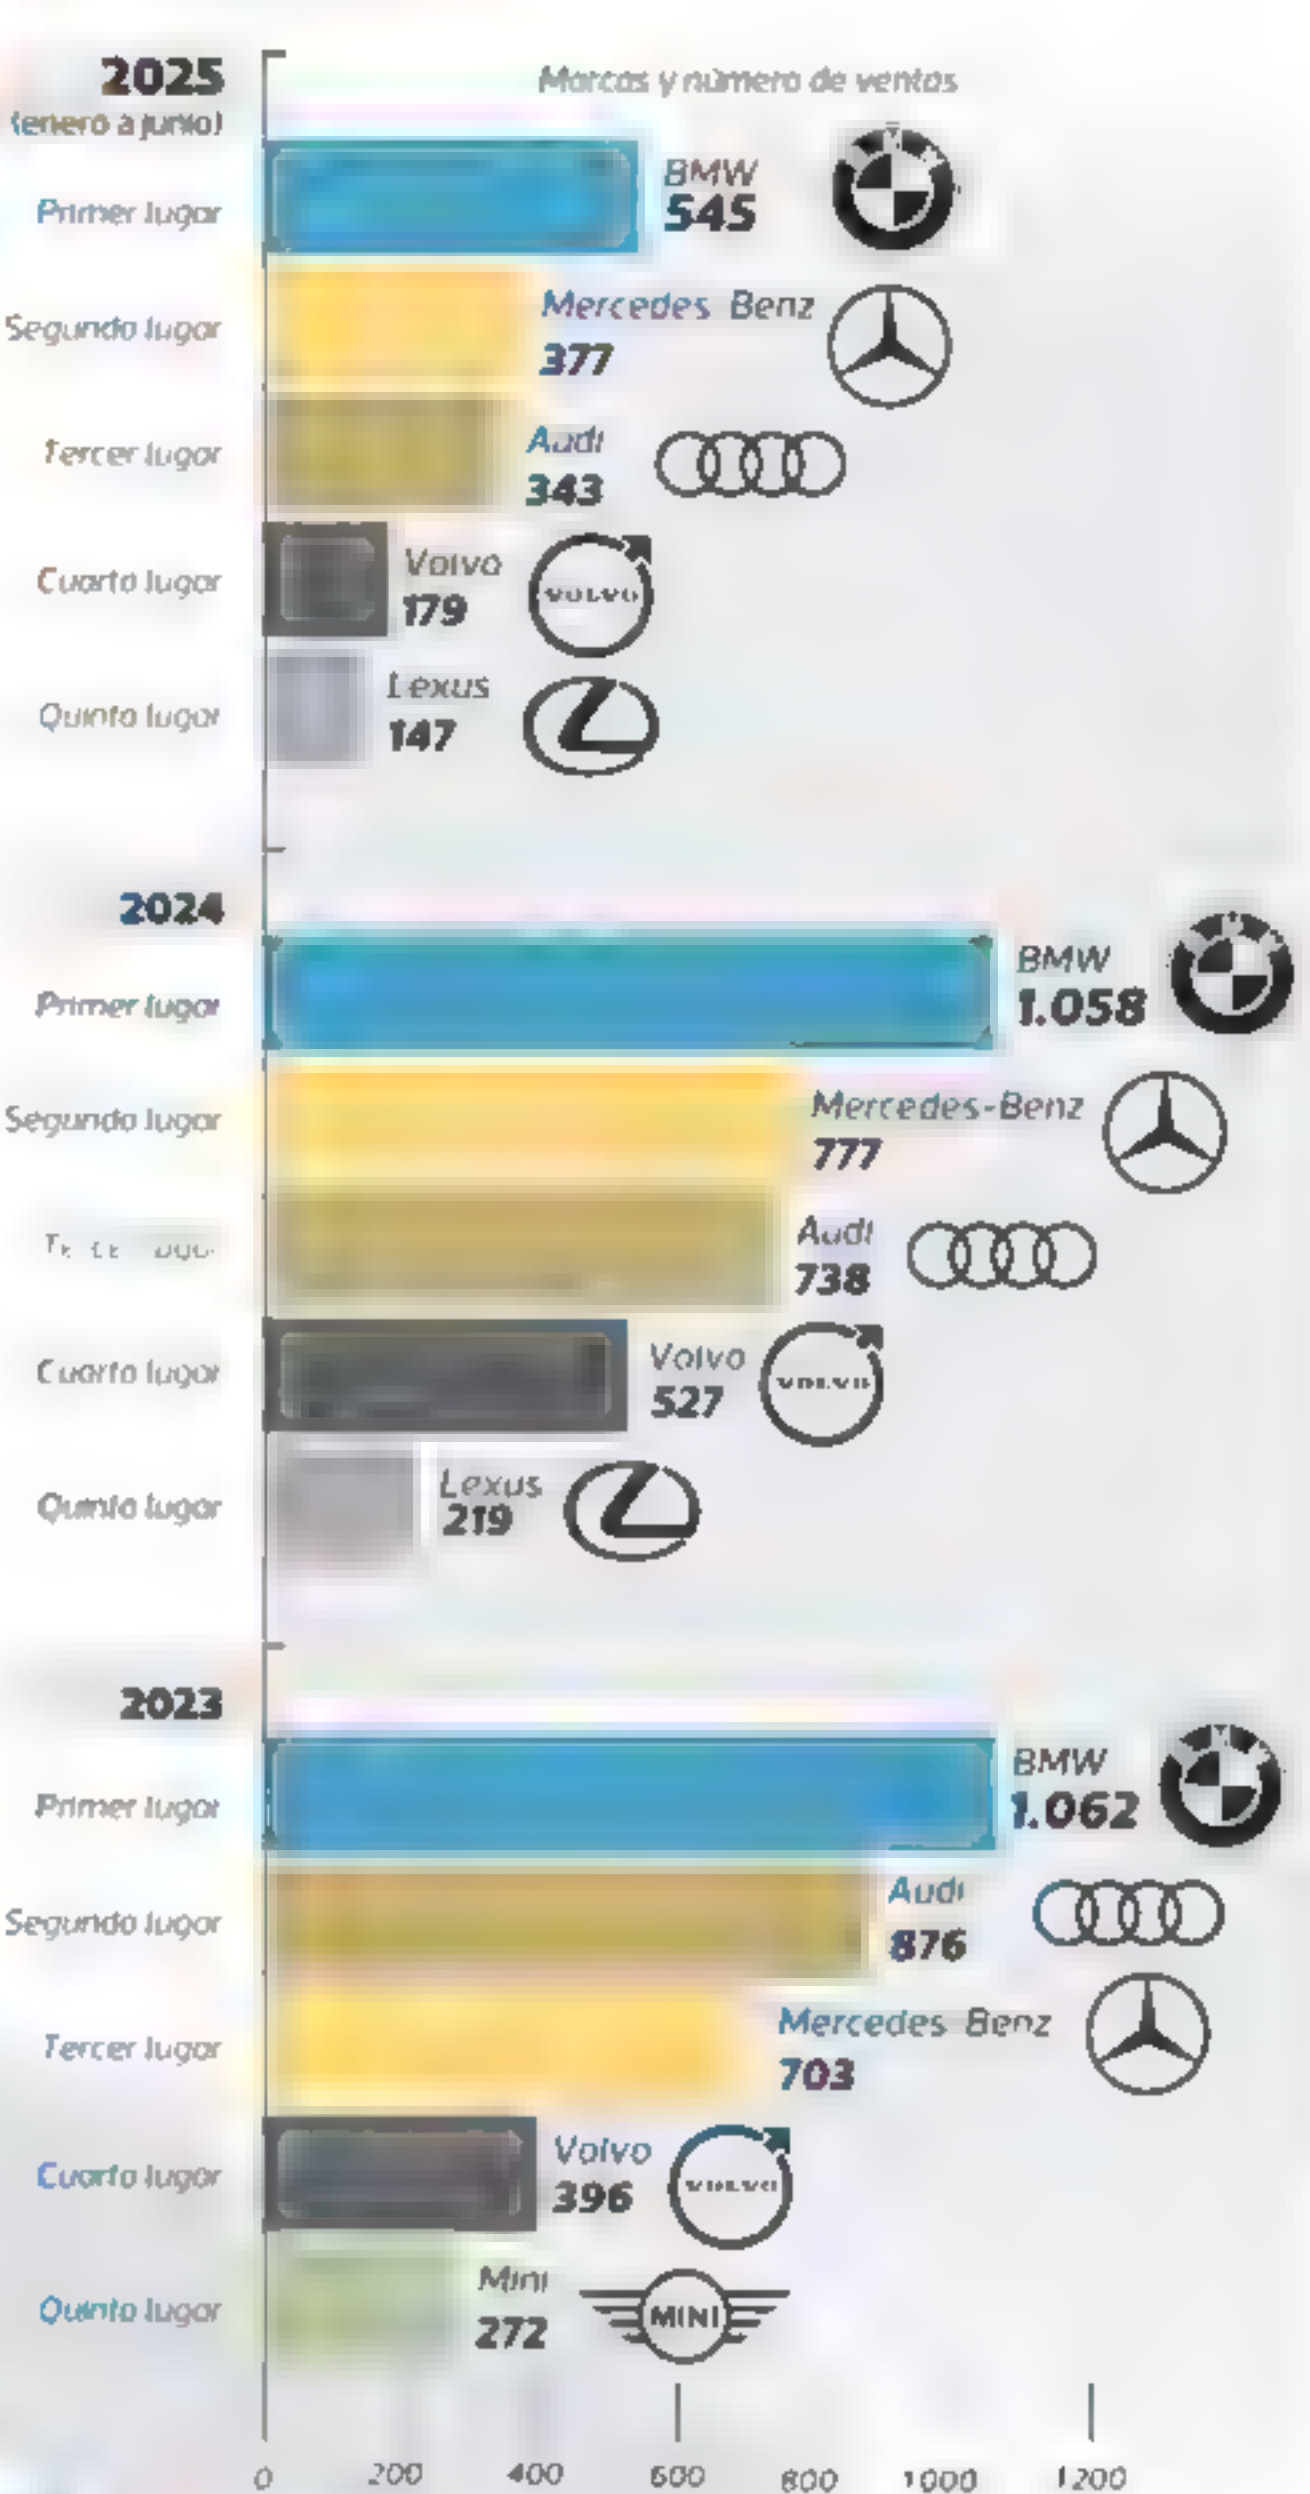 2025
(enero a junio)
Marcas y número de ventas
Primer lugar
BMW
545
Segundo lugar
Mercedes Benz
377
Tercer lugar
Audi
343
Cuarto lugar
Volvo
179
VOLVO
Quinto lugar
Lexus
147
2024
Primer lugar
BMW
1.058
Segundo lugar
Mercedes-Benz
777
Audi
738
Cuarto lugar
Volvo
527
VOLVO
Quinto lugar
Lexus
219
2023
Primer lugar
BMW
1.062
Segundo lugar
Audi
876
Tercer lugar
Mercedes Benz
703
Cuarto lugar
Volvo
396
VOLVO
Quinto lugar
Mini
272
MINI
0 200 400 600 800 1000 1200